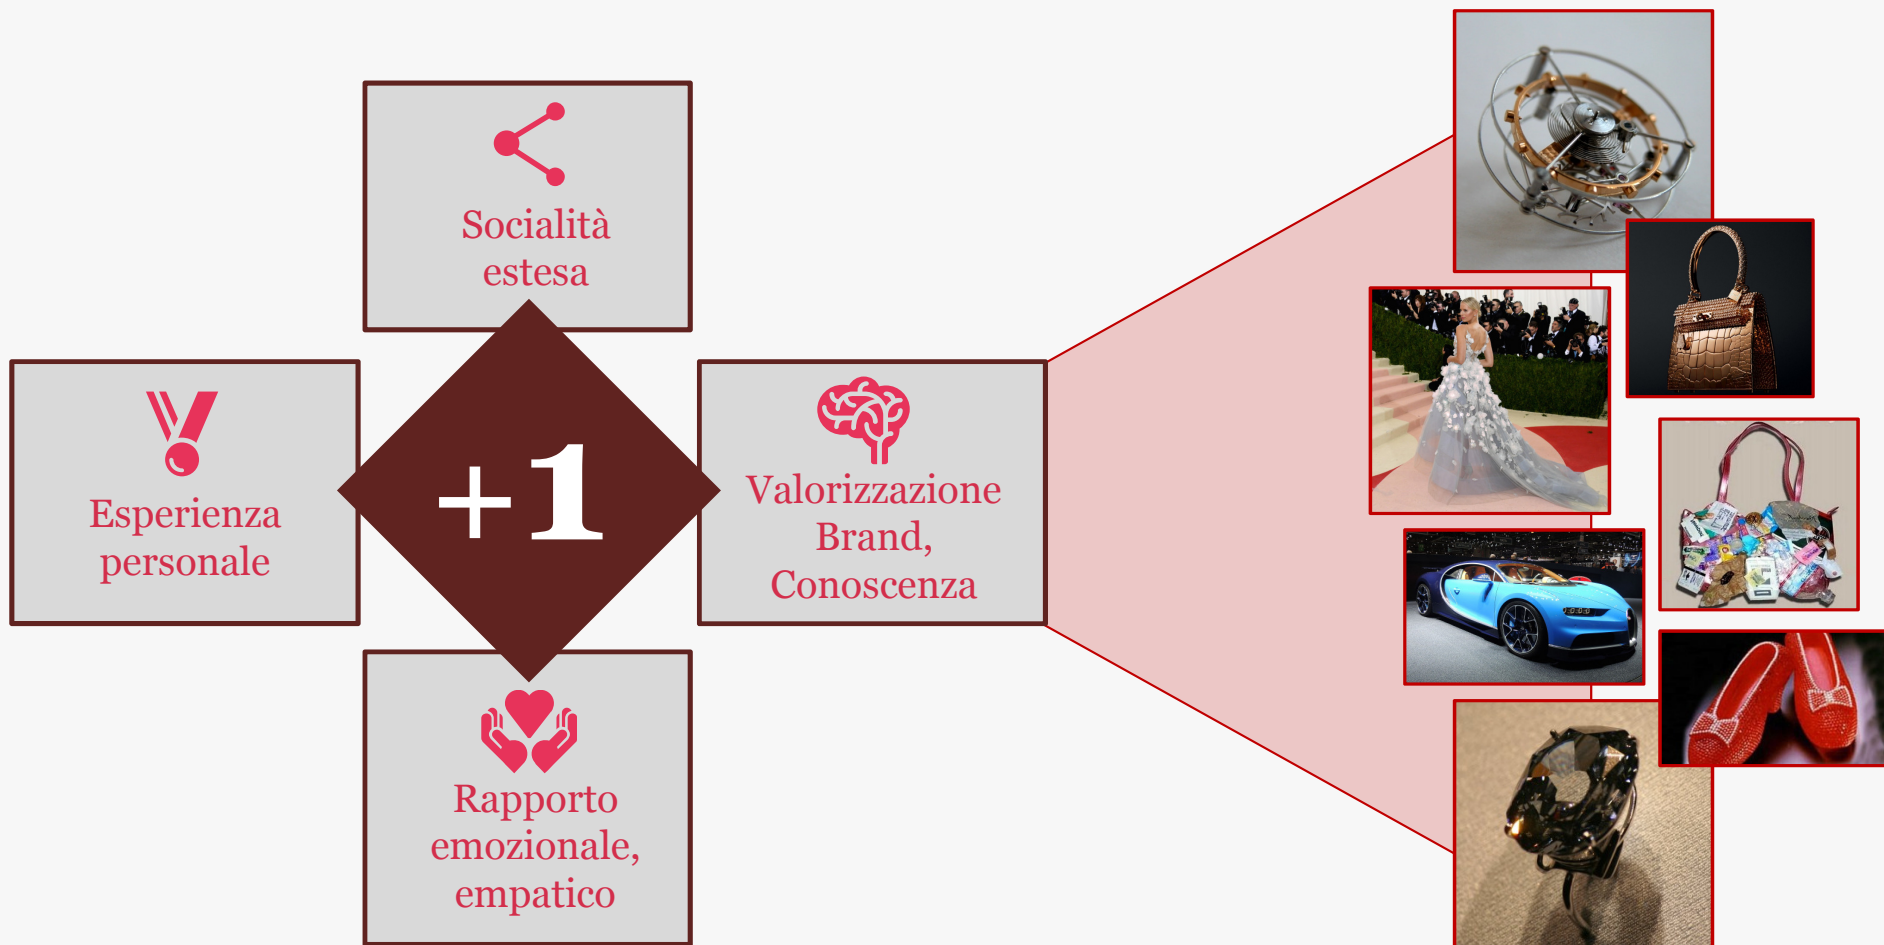 Socialità
estesa
Esperienza
personale
+1
Valorizzazione
Brand,
Conoscenza
Rapporto
emozionale,
empatico